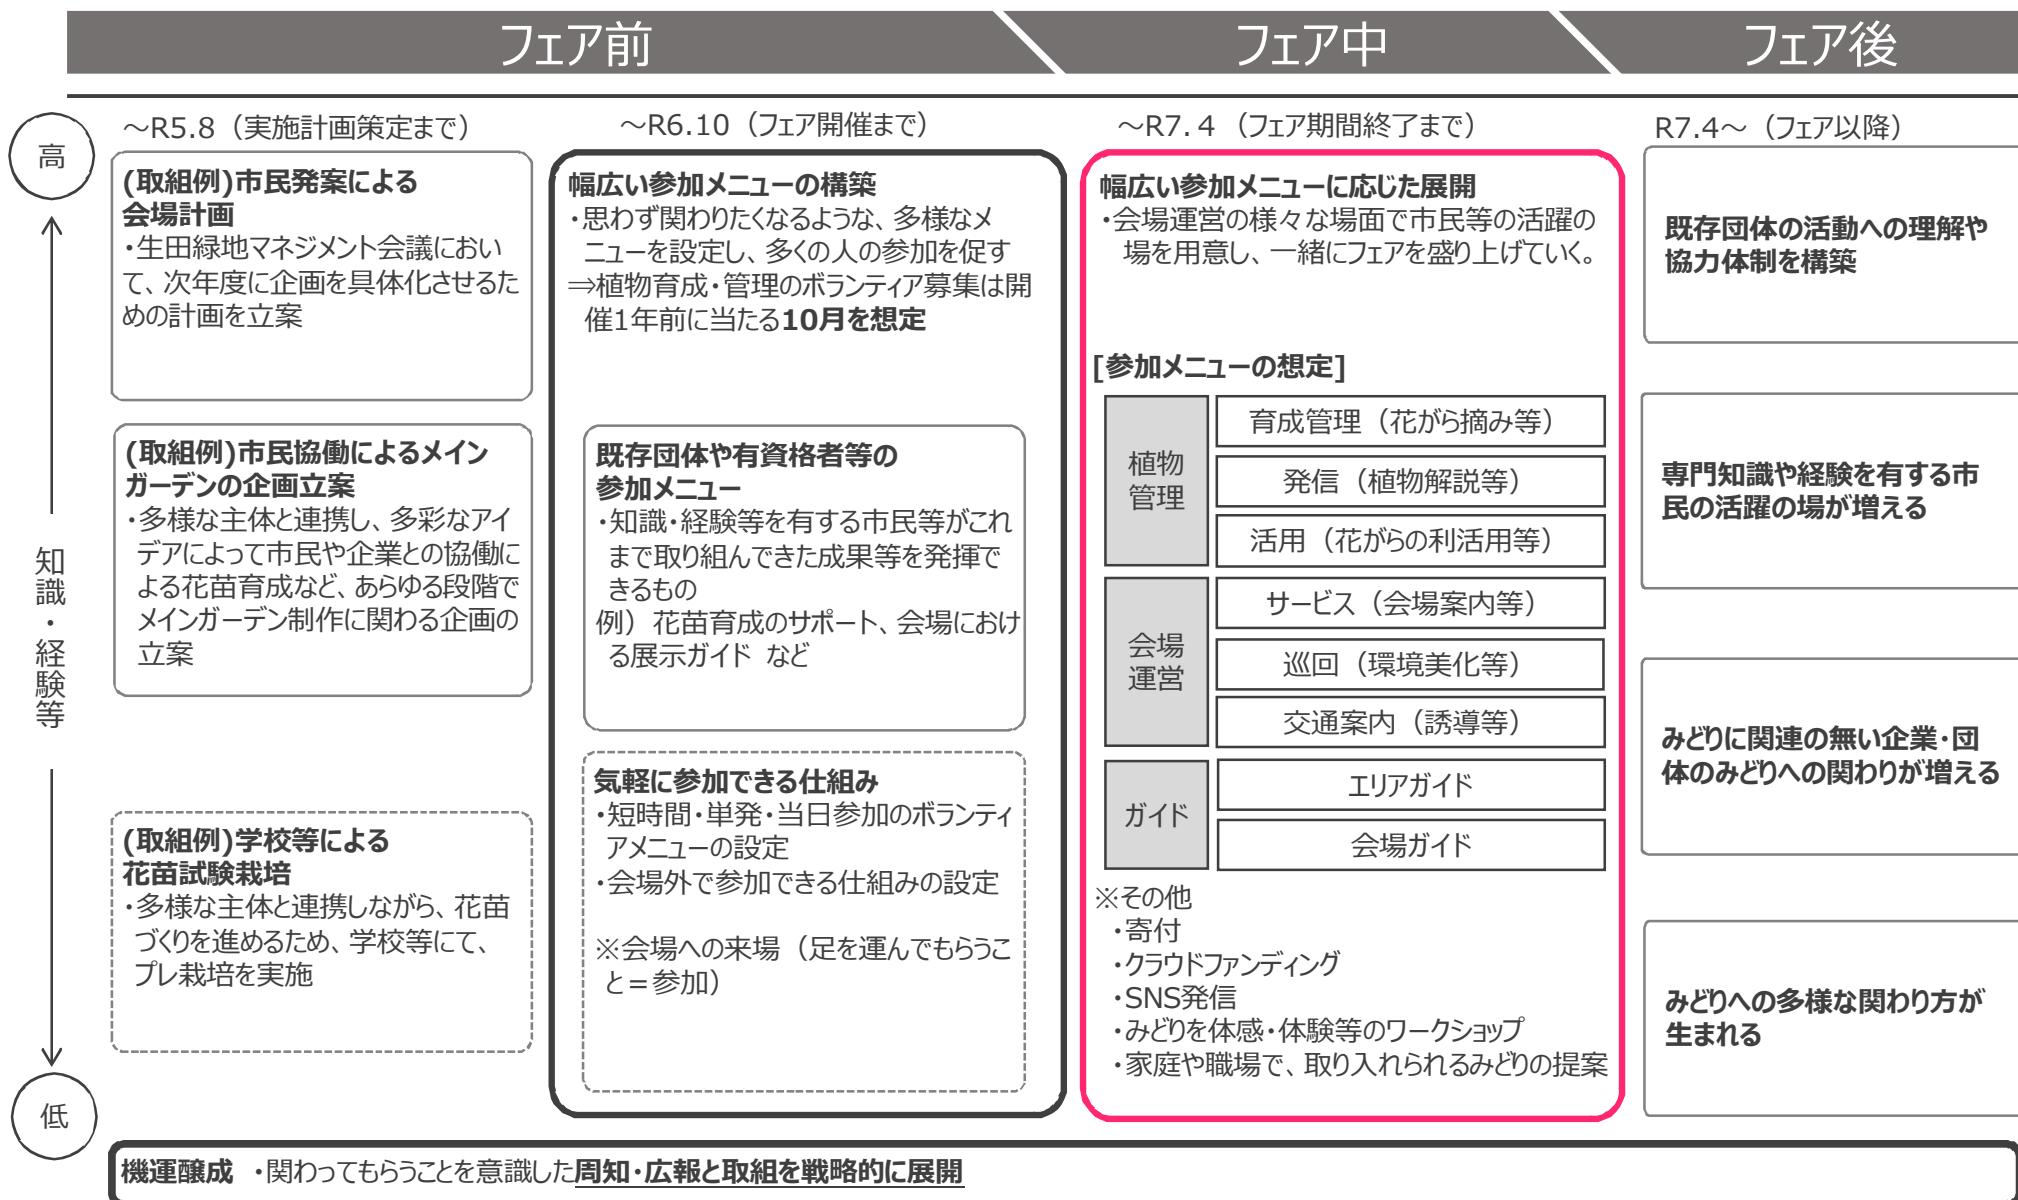 フェア前
フェア中
フェア後
～R5.8（実施計画策定まで）
～R6.10（フェア開催まで）
～R7.４（フェア期間終了まで）
R7.4～（フェア以降）
高
知識・経験等
低
(取組例)市民発案による
会場計画
・生田緑地マネジメント会議におい
て、次年度に企画を具体化させるた
めの計画を立案
(取組例)市民協働によるメイン
ガーデンの企画立案
・多様な主体と連携し、多彩なアイ
デアによって市民や企業との協働に
よる花苗育成など、あらゆる段階で
メインガーデン制作に関わる企画の
立案
(取組例)学校等による
花苗試験栽培
・多様な主体と連携しながら、花苗
づくりを進めるため、学校等にて、
プレ栽培を実施
幅広い参加メニューの構築
・思わず関わりたくなるような、多様なメ
ニューを設定し、多くの人の参加を促す
⇒植物育成・管理のボランティア募集は開
催1年前に当たる10月を想定
既存団体や有資格者等の
参加メニュー
・知識・経験等を有する市民等がこれ
まで取り組んできた成果等を発揮で
きるもの
例）花苗育成のサポート、会場におけ
る展示ガイド など
気軽に参加できる仕組み
・短時間・単発・当日参加のボランティ
アメニューの設定
・会場外で参加できる仕組みの設定
※会場への来場（足を運んでもらうこ
と＝参加）
幅広い参加メニューに応じた展開
・会場運営の様々な場面で市民等の活躍の
場を用意し、一緒にフェアを盛り上げていく。
[参加メニューの想定]
植物
管理
育成管理（花がら摘み等）
発信（植物解説等）
活用（花がらの利活用等）
会場
運営
サービス（会場案内等）
巡回（環境美化等）
交通案内（誘導等）
ガイド
エリアガイド
会場ガイド
※その他
・寄付
・クラウドファンディング
・SNS発信
・みどりを体感・体験等のワークショップ
・家庭や職場で、取り入れられるみどりの提案
既存団体の活動への理解や
協力体制を構築
専門知識や経験を有する市
民の活躍の場が増える
みどりに関連の無い企業・団
体のみどりへの関わりが増える
みどりへの多様な関わり方が
生まれる
機運醸成 ・関わってもらうことを意識した周知・広報と取組を戦略的に展開